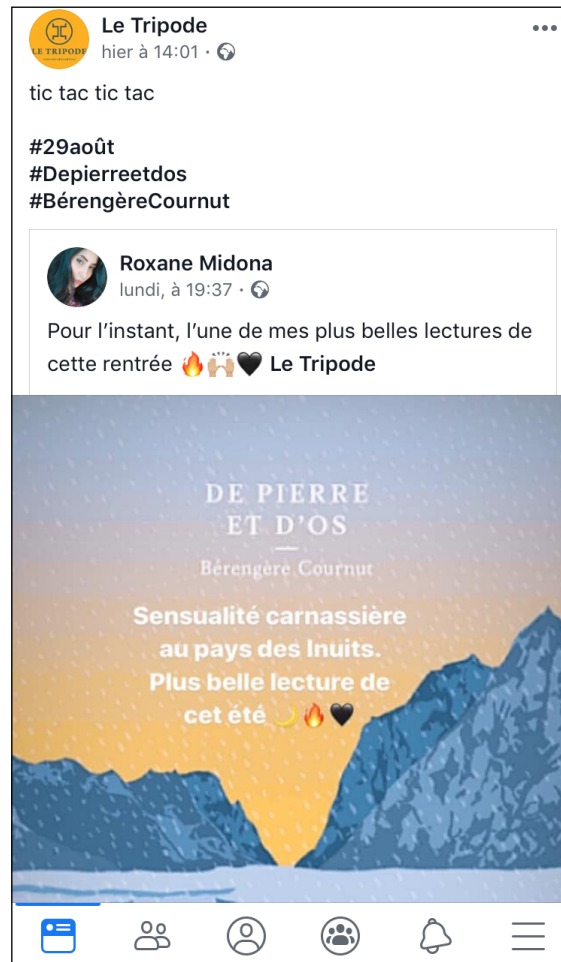 LE TRIPODE
Le Tripode
hier à 14:01 ·
tic tac tic tac
#29août
#Depierreetdos
#BérengèreCournut
Roxane Midona
lundi, à 19:37 ·
Pour l’instant, l’une de mes plus belles lectures de
cette rentrée 🔥🙌🏼🖤 Le Tripode
DE PIERRE
ET D’OS
Bérengère Cournut
Sensualité carnassière
au pays des Inuits.
Plus belle lecture de
cet été 🌙🔥🖤